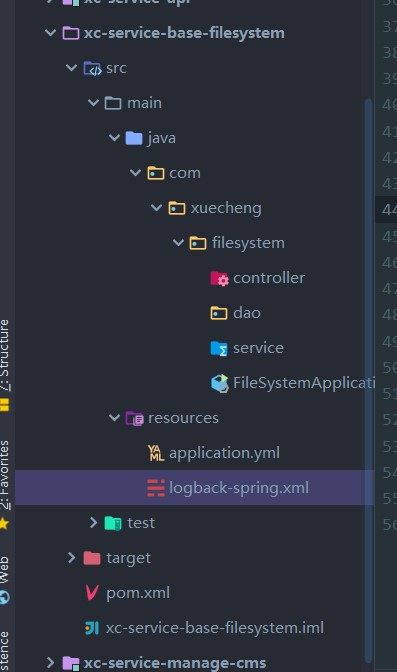 xc-service-api
xc-service-base-filesystem
src
main
java
com
xuecheng
filesystem
controller
dao
service
FileSystemApplicati
resources
YA
ML
application.yml
logback-spring.xml
test
target
pom.xml
xc-service-base-filesystem.iml
xc-service-manage-cms
7: Structure
2: Favorites
Web
stence
37
38
39
40
41
42
43
44
45
46
47
48
49
50
51
52
53
54
55
56